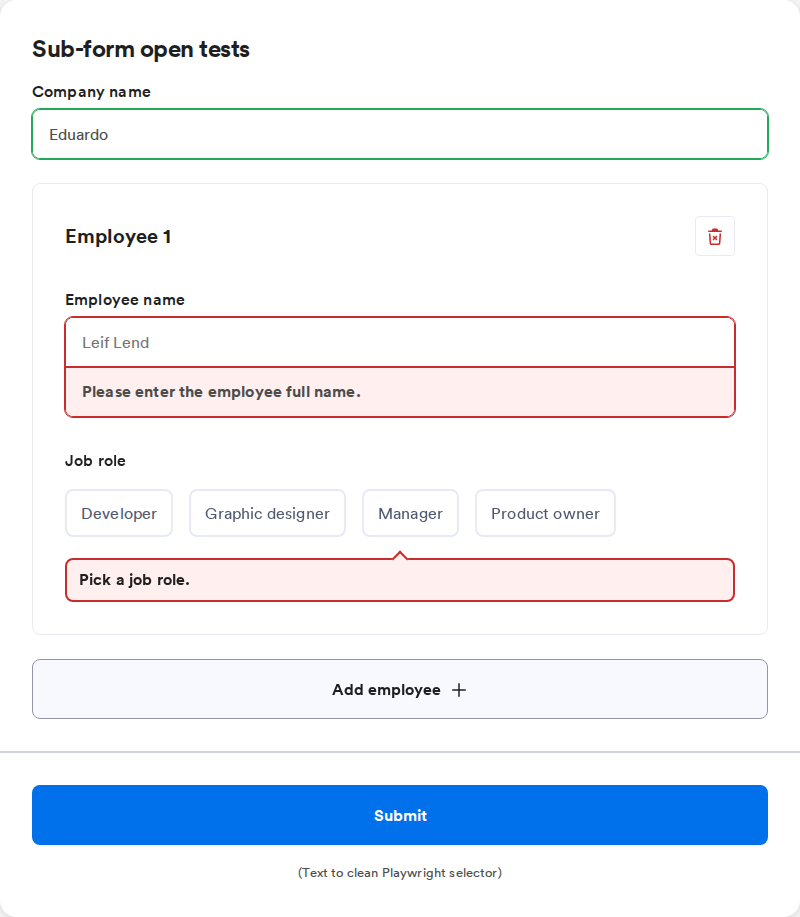 Sub-form open tests
Company name
Eduardo
Employee 1
Employee name
Leif Lend
Please enter the employee full name.
Job role
Developer
Graphic designer
Manager
Product owner
Pick a job role.
Add employee
Submit
(Text to clean Playwright selector)